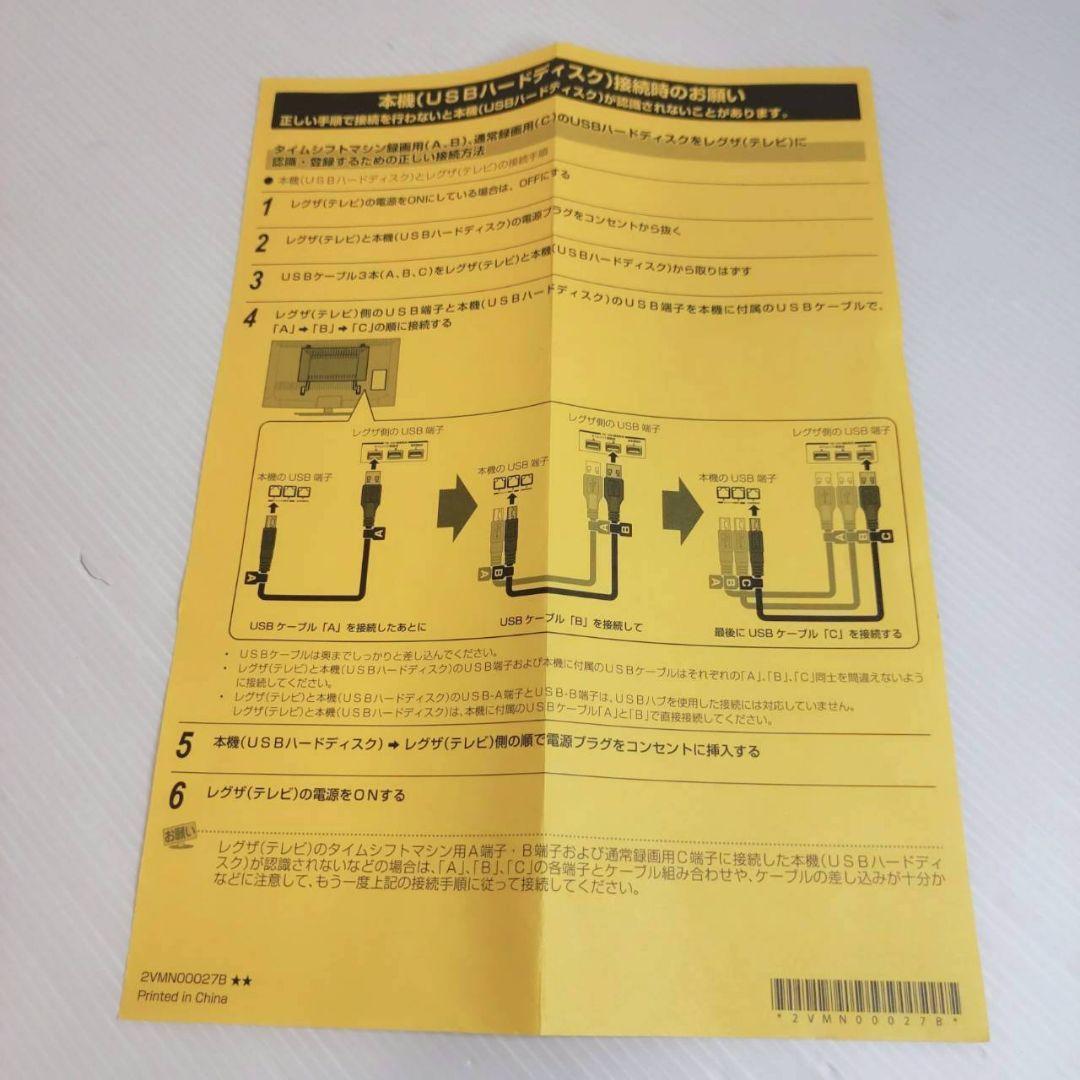 本機(USBハードディスク)接続時のお願い
正しい手順で接続を行わないと本機(USBハードディスク)が認識されないことがあります。
タイムシフトマシン録画用(A、B)、通常録画用(C)のUSBハードディスクをレグザ(テレビ)に
認識・登録するための正しい接続方法
● 本機(USBハードディスク)とレグザ(テレビ)の接続手順
1 レグザ(テレビ)の電源をONにしている場合は、OFFにする
2 レグザ(テレビ)と本機(USBハードディスク)の電源プラグをコンセントから抜く
3 USBケーブル3本(A、B、C)をレグザ(テレビ)と本機(USBハードディスク)から取りはずす
4 レグザ(テレビ)側のUSB端子と本機(USBハードディスク)のUSB端子を本機に付属のUSBケーブルで、
「A」➡「B」➡「C」の順に接続する
レグザ側の USB 端子
本機の USB 端子
A
A
USB ケーブル「A」を接続したあとに
レグザ側の USB 端子
本機の USB 端子
A B
A B
USB ケーブル「B」を接続して
レグザ側の USB 端子
本機の USB 端子
A B C
A B C
最後に USB ケーブル「C」を接続する
・ USBケーブルは奥までしっかりと差し込んでください。
・ レグザ(テレビ)と本機(USBハードディスク)のUSB端子および本機に付属のUSBケーブルはそれぞれの「A」、「B」、「C」同士を間違えないよう
に接続してください。
・ レグザ(テレビ)と本機(USBハードディスク)のUSB-A端子とUSB-B端子は、USBハブを使用した接続には対応していません。
レグザ(テレビ)と本機(USBハードディスク)は、本機に付属のUSBケーブル「A」と「B」で直接接続してください。
5 本機(USBハードディスク)➡レグザ(テレビ)側の順で電源プラグをコンセントに挿入する
6 レグザ(テレビ)の電源をONする
お願い
レグザ(テレビ)のタイムシフトマシン用A端子・B端子および通常録画用C端子に接続した本機(USBハードディ
スク)が認識されないなどの場合は、「A」、「B」、「C」の各端子とケーブル組み合わせや、ケーブルの差し込みが十分か
などに注意して、もう一度上記の接続手順に従って接続してください。
2VMN00027B ★★
Printed in China
*2VMN00027B*